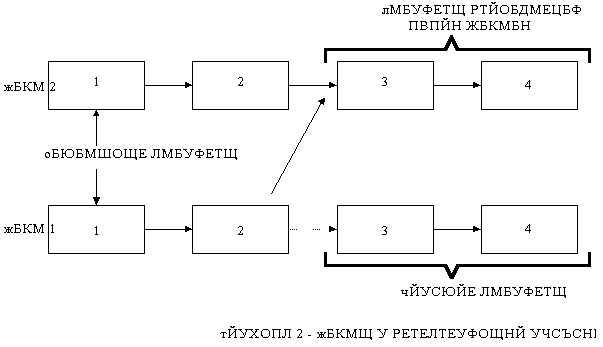 лМБУФЕТЩ РТЙОБДМЕЦБФ
ПВПЙН ЖБКМБН
жБКМ 2
1
2
3
4
оБЮБМШОЩЕ ЛМБУФЕТЩ
жБКМ 1
1
2
3
4
чЙУСЮЙЕ ЛМБУФЕТЩ
тЙУХОПЛ 2 - жБКМЩ У РЕТЕЛТЕУФОЩНЙ УЧСЪСНЙ